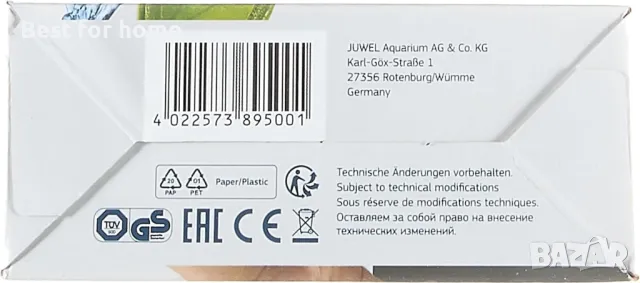 Best for home
JUWEL Aquarium AG & Co. KG
Karl-Göx-Straße 1
27356 Rotenburg/Wümme
Germany
4 022573 895001
20 PAP
01 PET
Paper/Plastic
Technische Änderungen vorbehalten.
Subject to technical modifications
Sous réserve de modifications techniques.
Оставляем за собой право на внесение
технических изменений.
TÜV
GS
EAC
CE
BAZAR